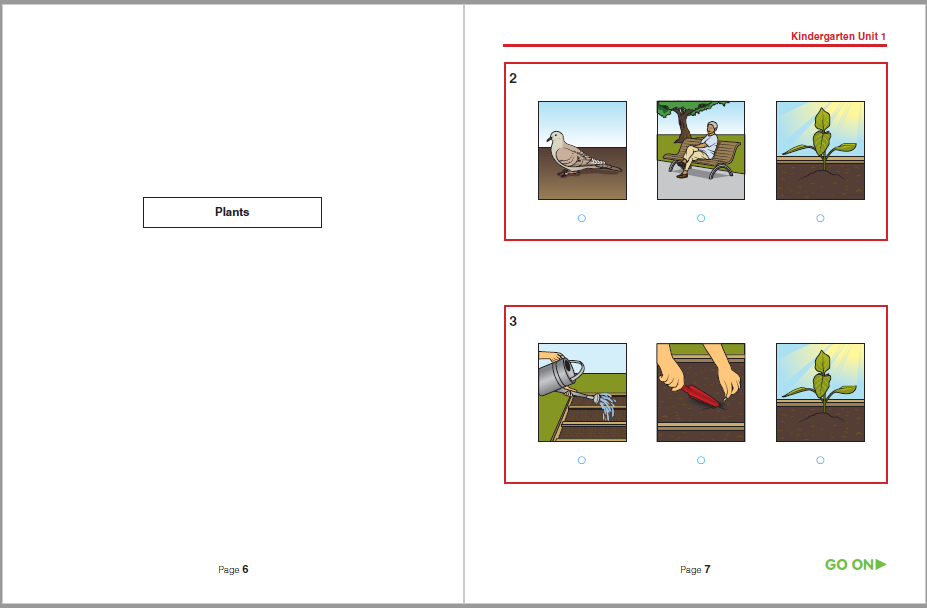 Plants
Page 6
Kindergarten Unit 1
2
3
Page 7
GO ON